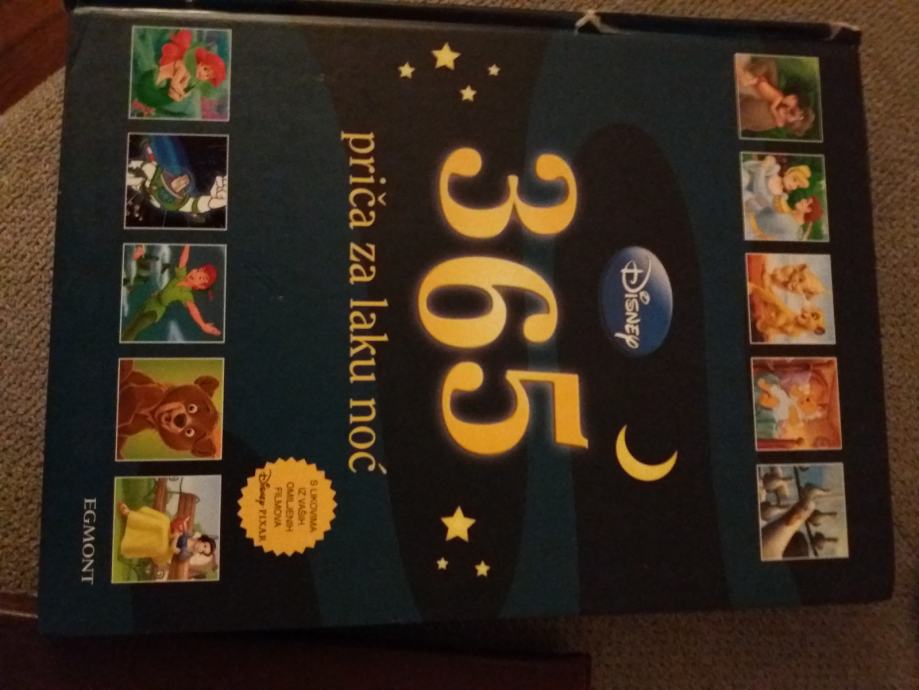 DISNEY
365
priča za laku noć
S LIKOVIMA
IZ VAŠIH
OMILJENIH
FILMOVA
Disney PIXAR
EGMONT